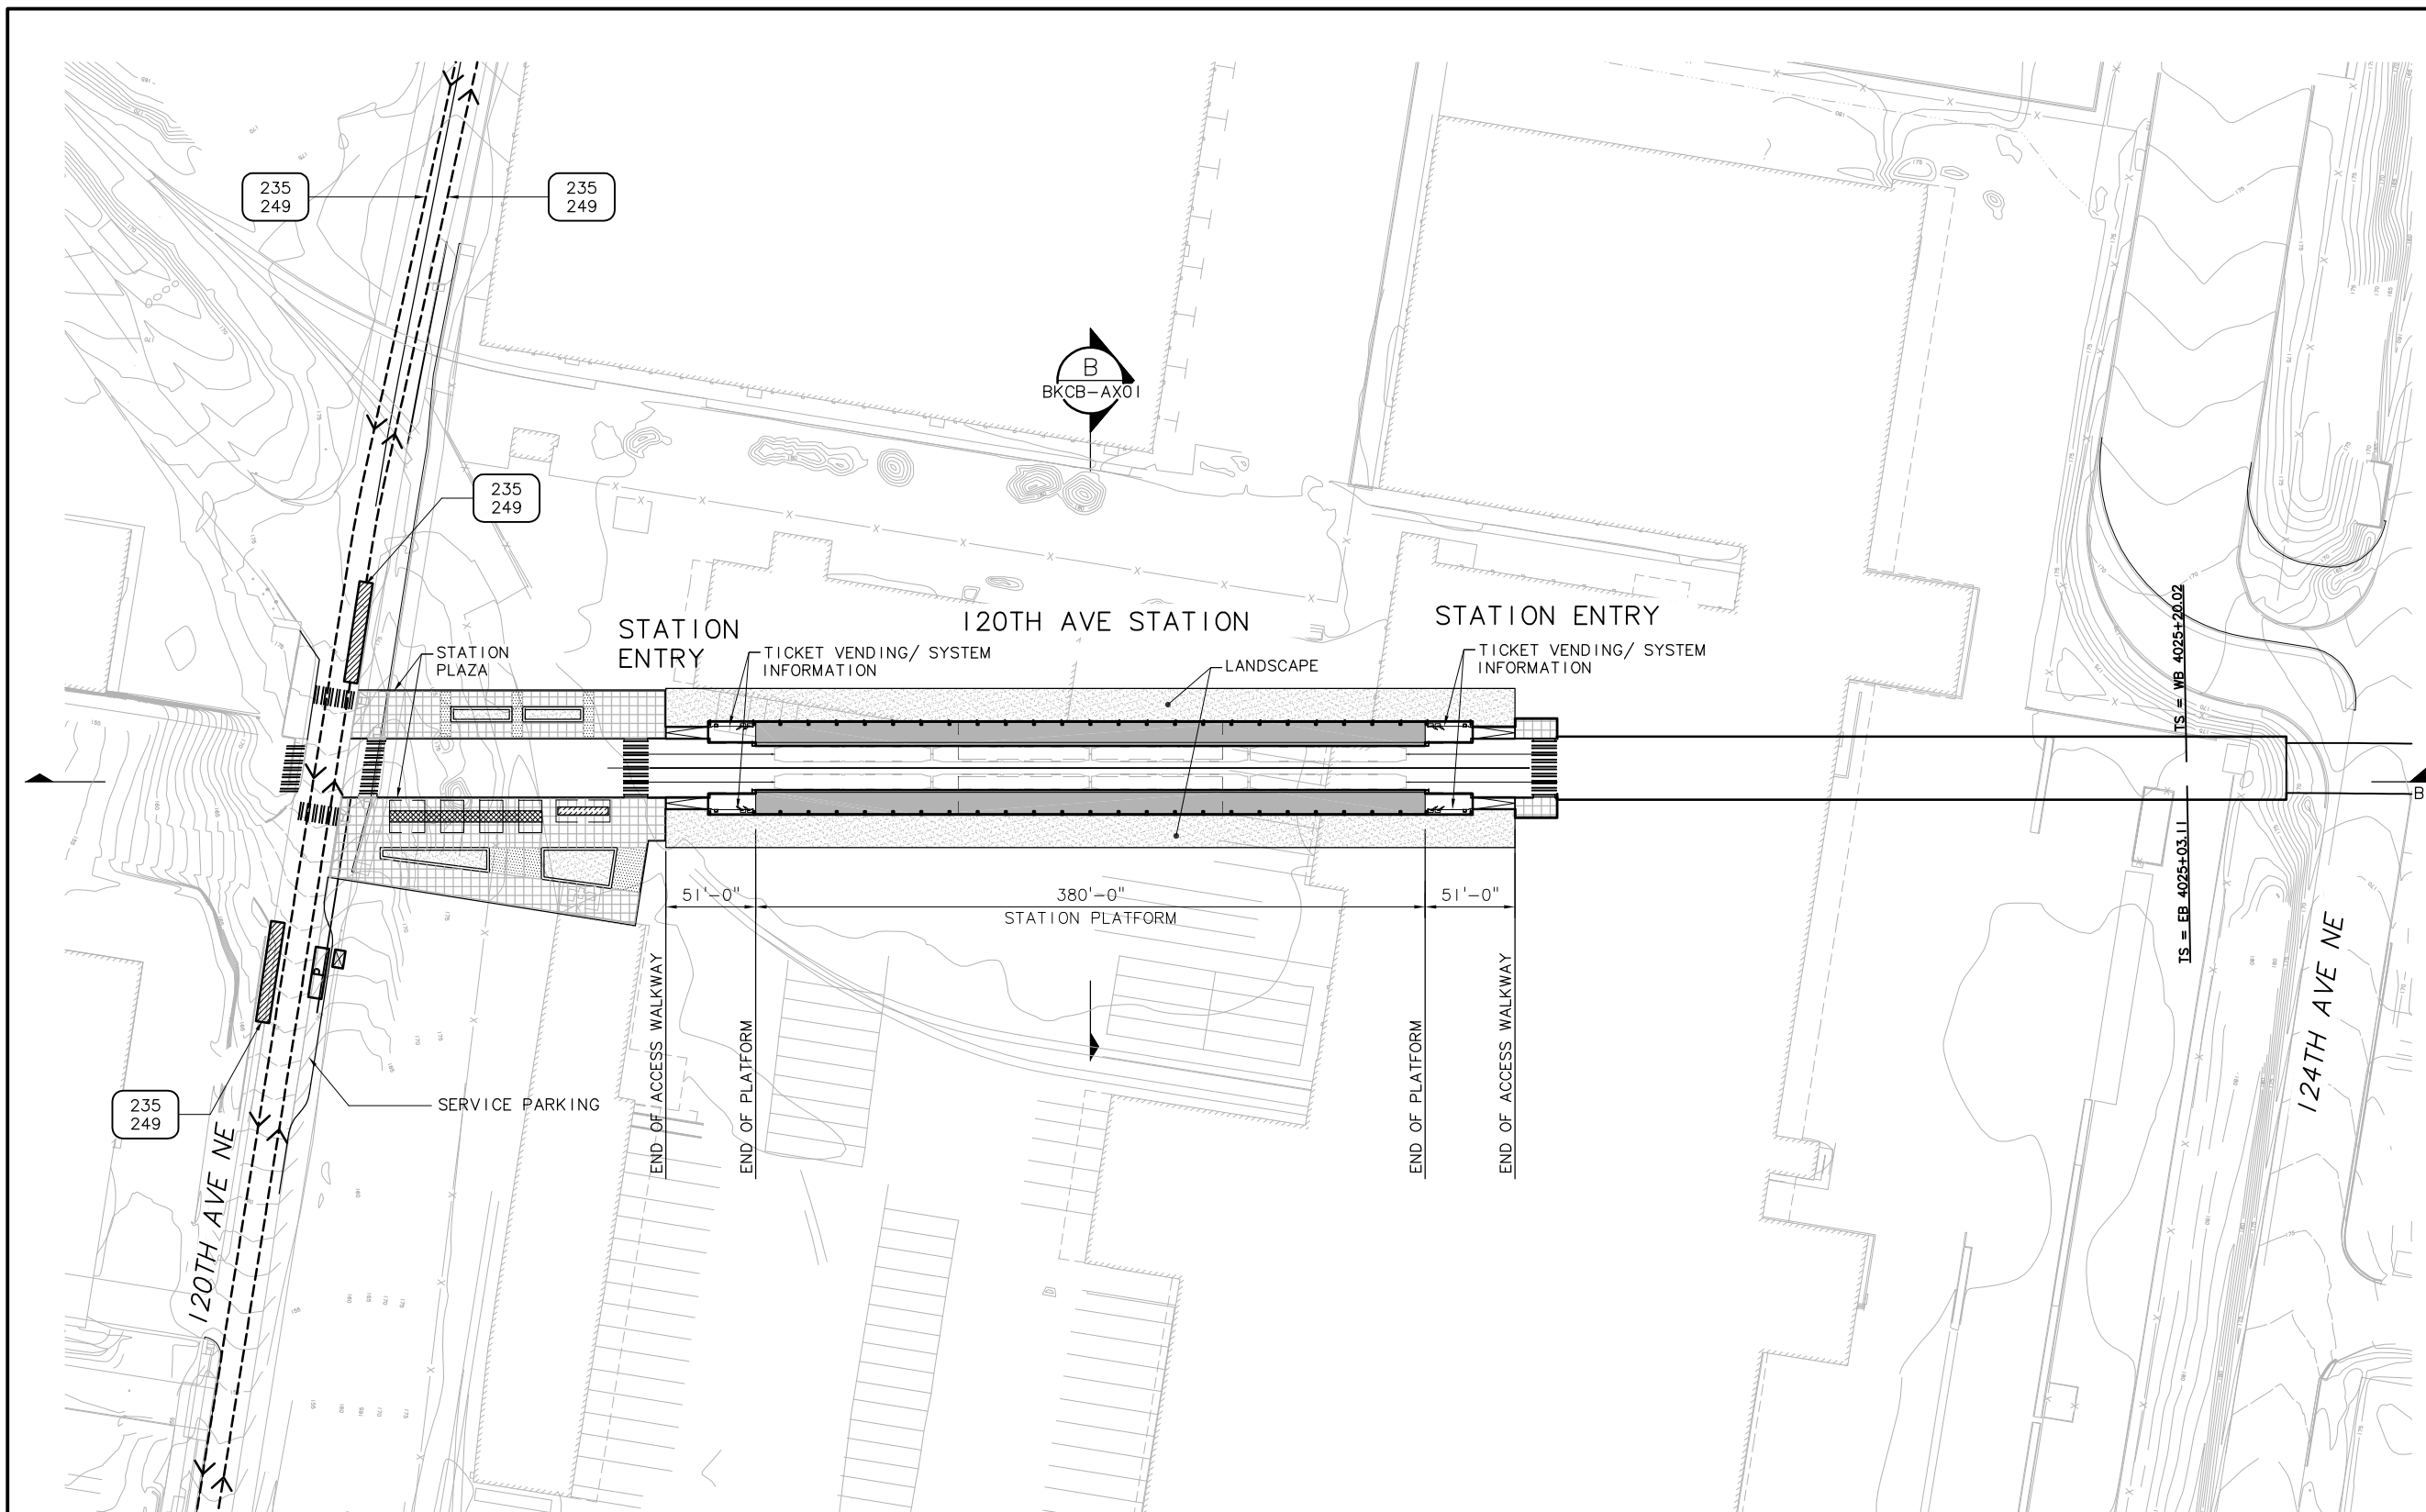 235
249
235
249
B
BKCB-AX01
235
249
120TH AVE STATION
STATION ENTRY
STATION
ENTRY
STATION
PLAZA
TICKET VENDING/ SYSTEM
INFORMATION
LANDSCAPE
TICKET VENDING/ SYSTEM
INFORMATION
TS = WB 4025+20.02
B
TS = EB 4025+03.11
51'-0"
380'-0"
STATION PLATFORM
51'-0"
P
END OF ACCESS WALKWAY
END OF PLATFORM
END OF PLATFORM
END OF ACCESS WALKWAY
124TH AVE NE
235
249
SERVICE PARKING
120TH AVE NE